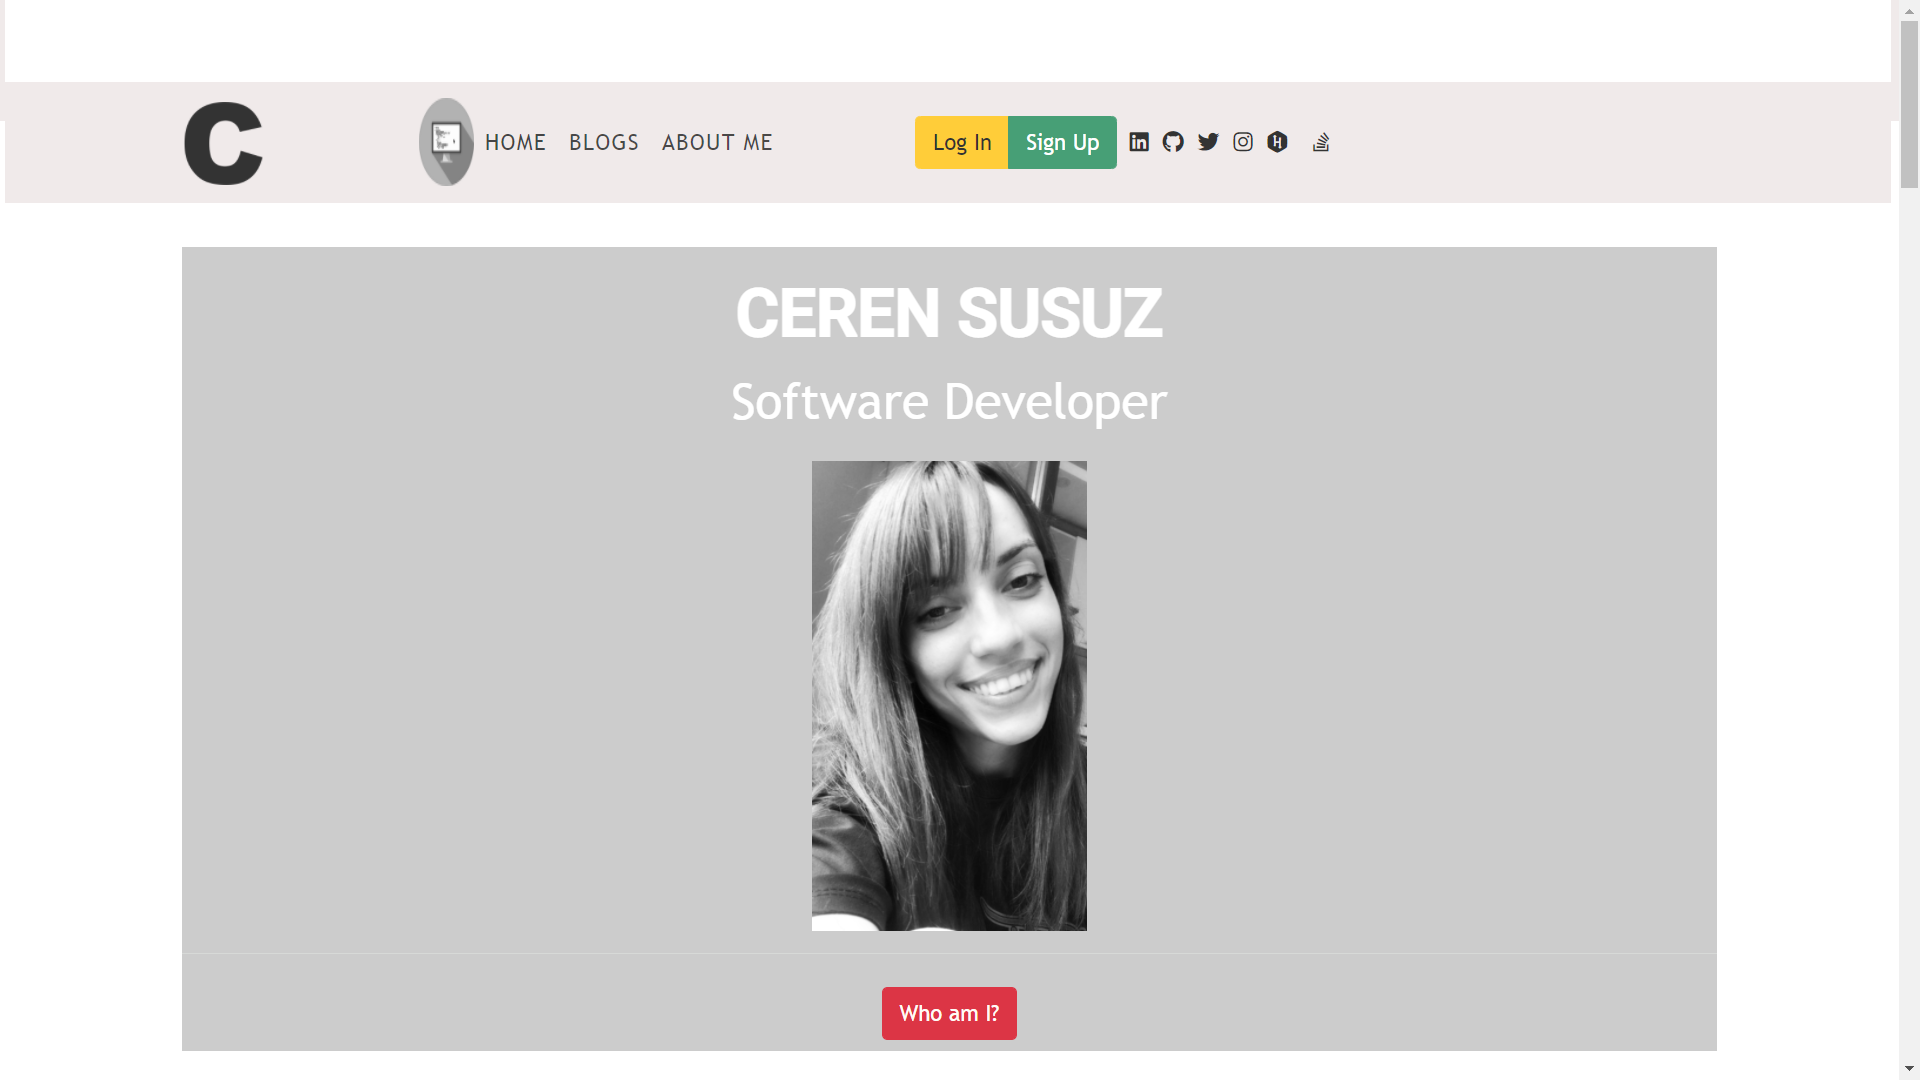 C
HOME BLOGS ABOUT ME
Log In Sign Up
CEREN SUSUZ
Software Developer
Who am I?